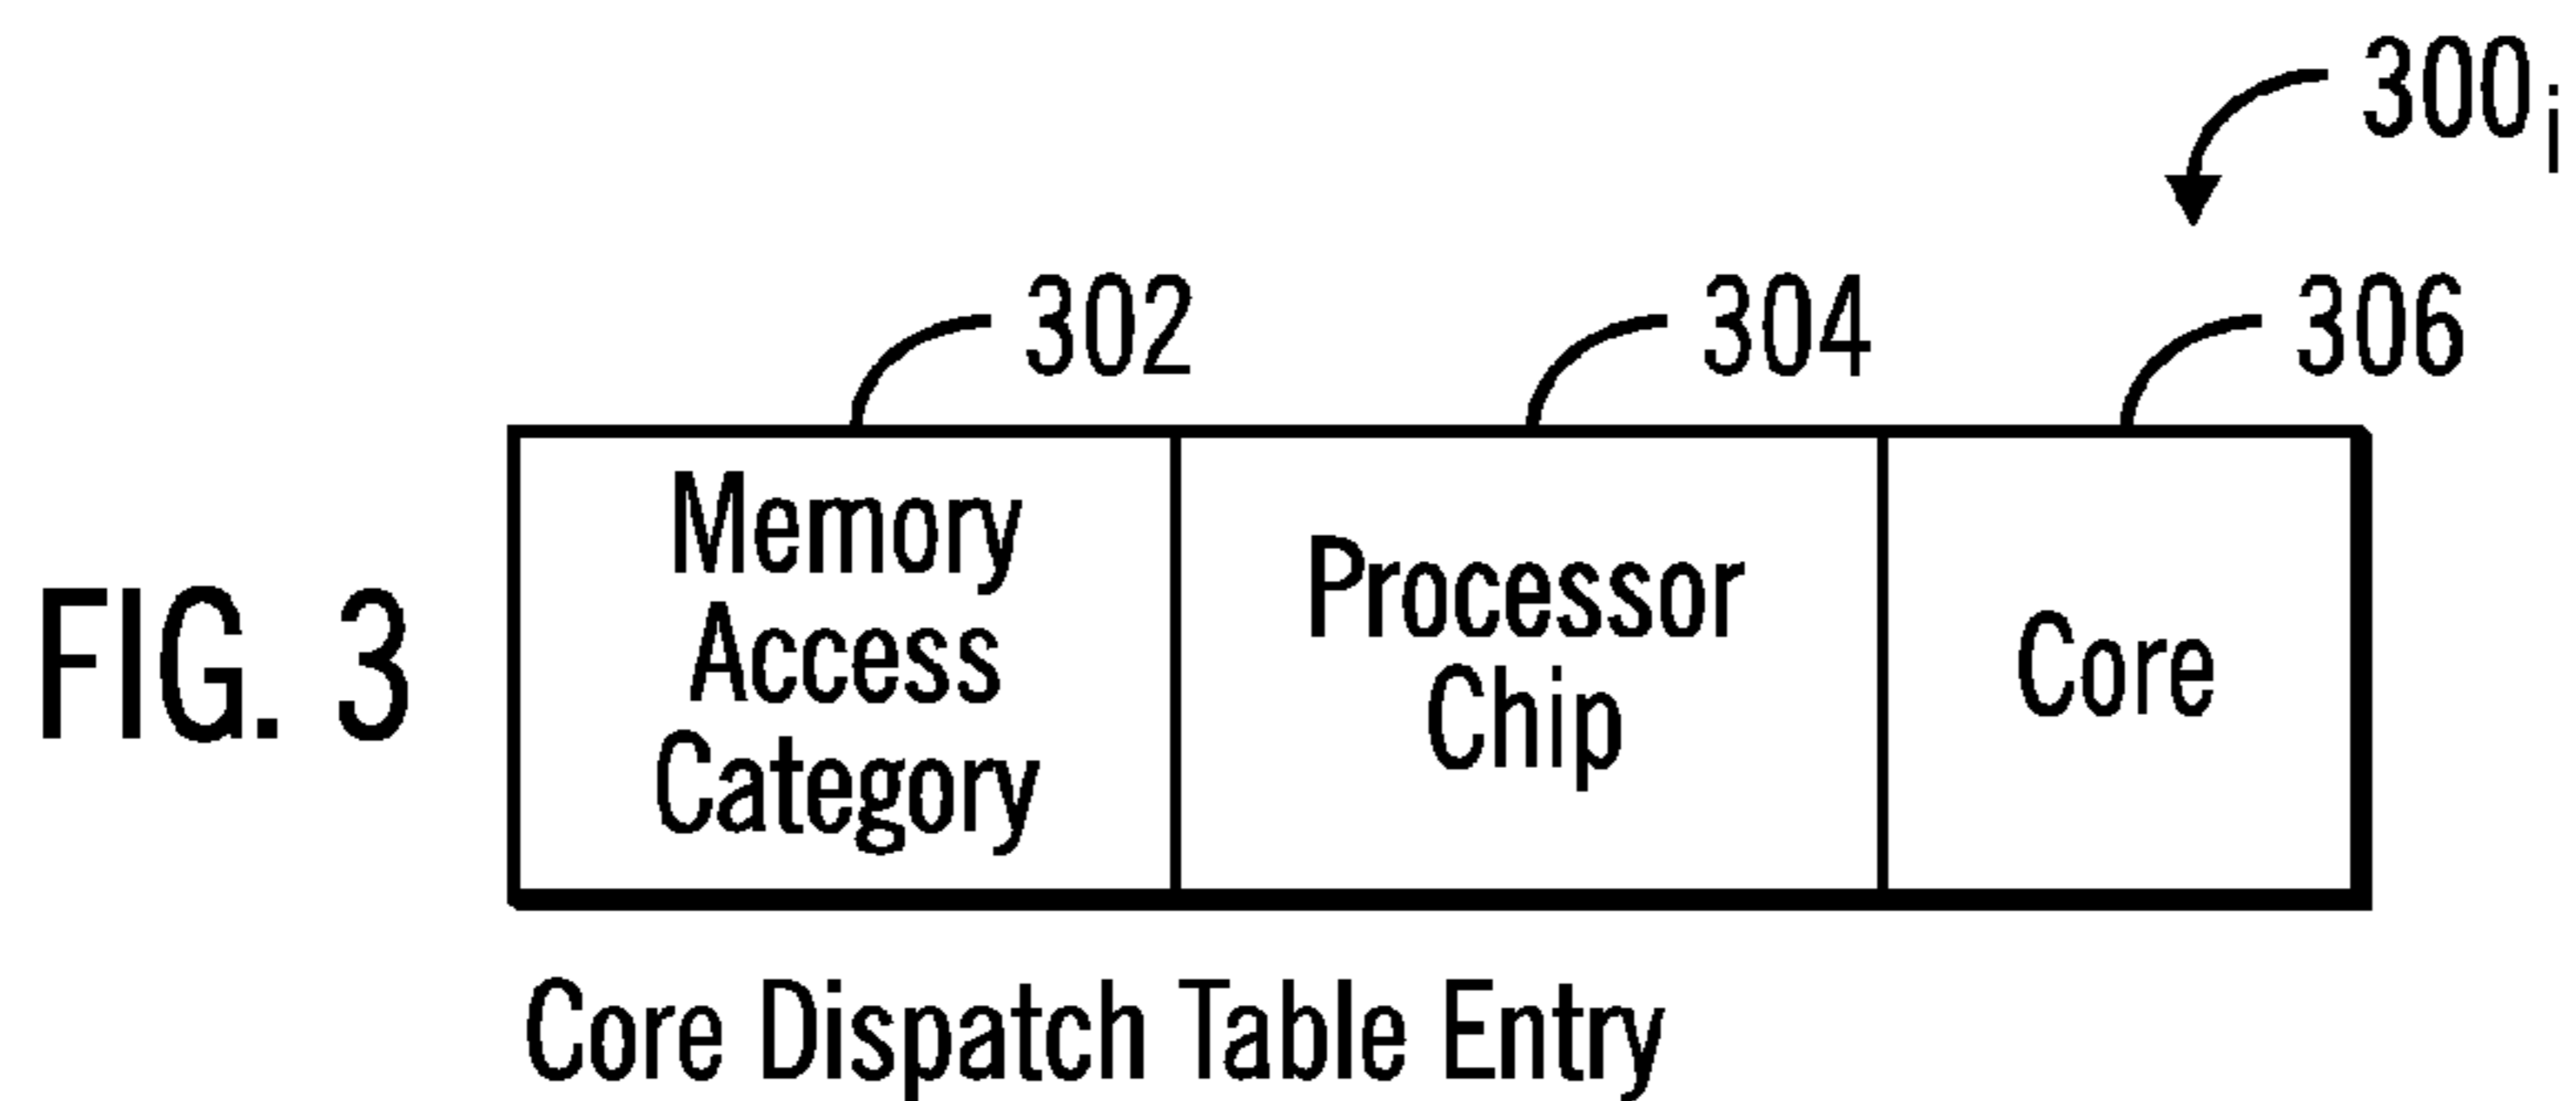 300i
302 304 306
Memory
Access
Category
Processor
Chip
Core
FIG. 3
Core Dispatch Table Entry